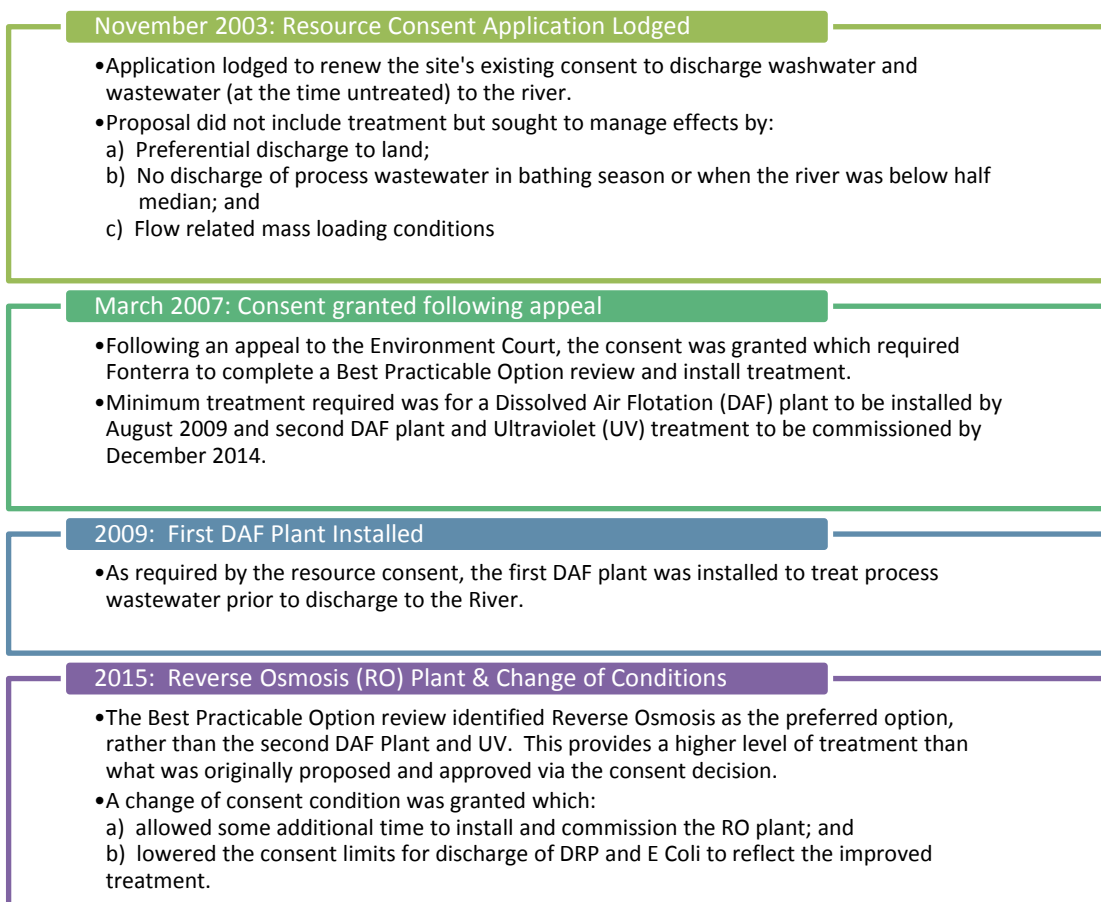 November 2003: Resource Consent Application Lodged
•Application lodged to renew the site's existing consent to discharge washwater and
wastewater (at the time untreated) to the river.
•Proposal did not include treatment but sought to manage effects by:
a) Preferential discharge to land;
b) No discharge of process wastewater in bathing season or when the river was below half
median; and
c) Flow related mass loading conditions
March 2007: Consent granted following appeal
•Following an appeal to the Environment Court, the consent was granted which required
Fonterra to complete a Best Practicable Option review and install treatment.
•Minimum treatment required was for a Dissolved Air Flotation (DAF) plant to be installed by
August 2009 and second DAF plant and Ultraviolet (UV) treatment to be commissioned by
December 2014.
2009: First DAF Plant Installed
•As required by the resource consent, the first DAF plant was installed to treat process
wastewater prior to discharge to the River.
2015: Reverse Osmosis (RO) Plant & Change of Conditions
•The Best Practicable Option review identified Reverse Osmosis as the preferred option,
rather than the second DAF Plant and UV. This provides a higher level of treatment than
what was originally proposed and approved via the consent decision.
•A change of consent condition was granted which:
a) allowed some additional time to install and commission the RO plant; and
b) lowered the consent limits for discharge of DRP and E Coli to reflect the improved
treatment.